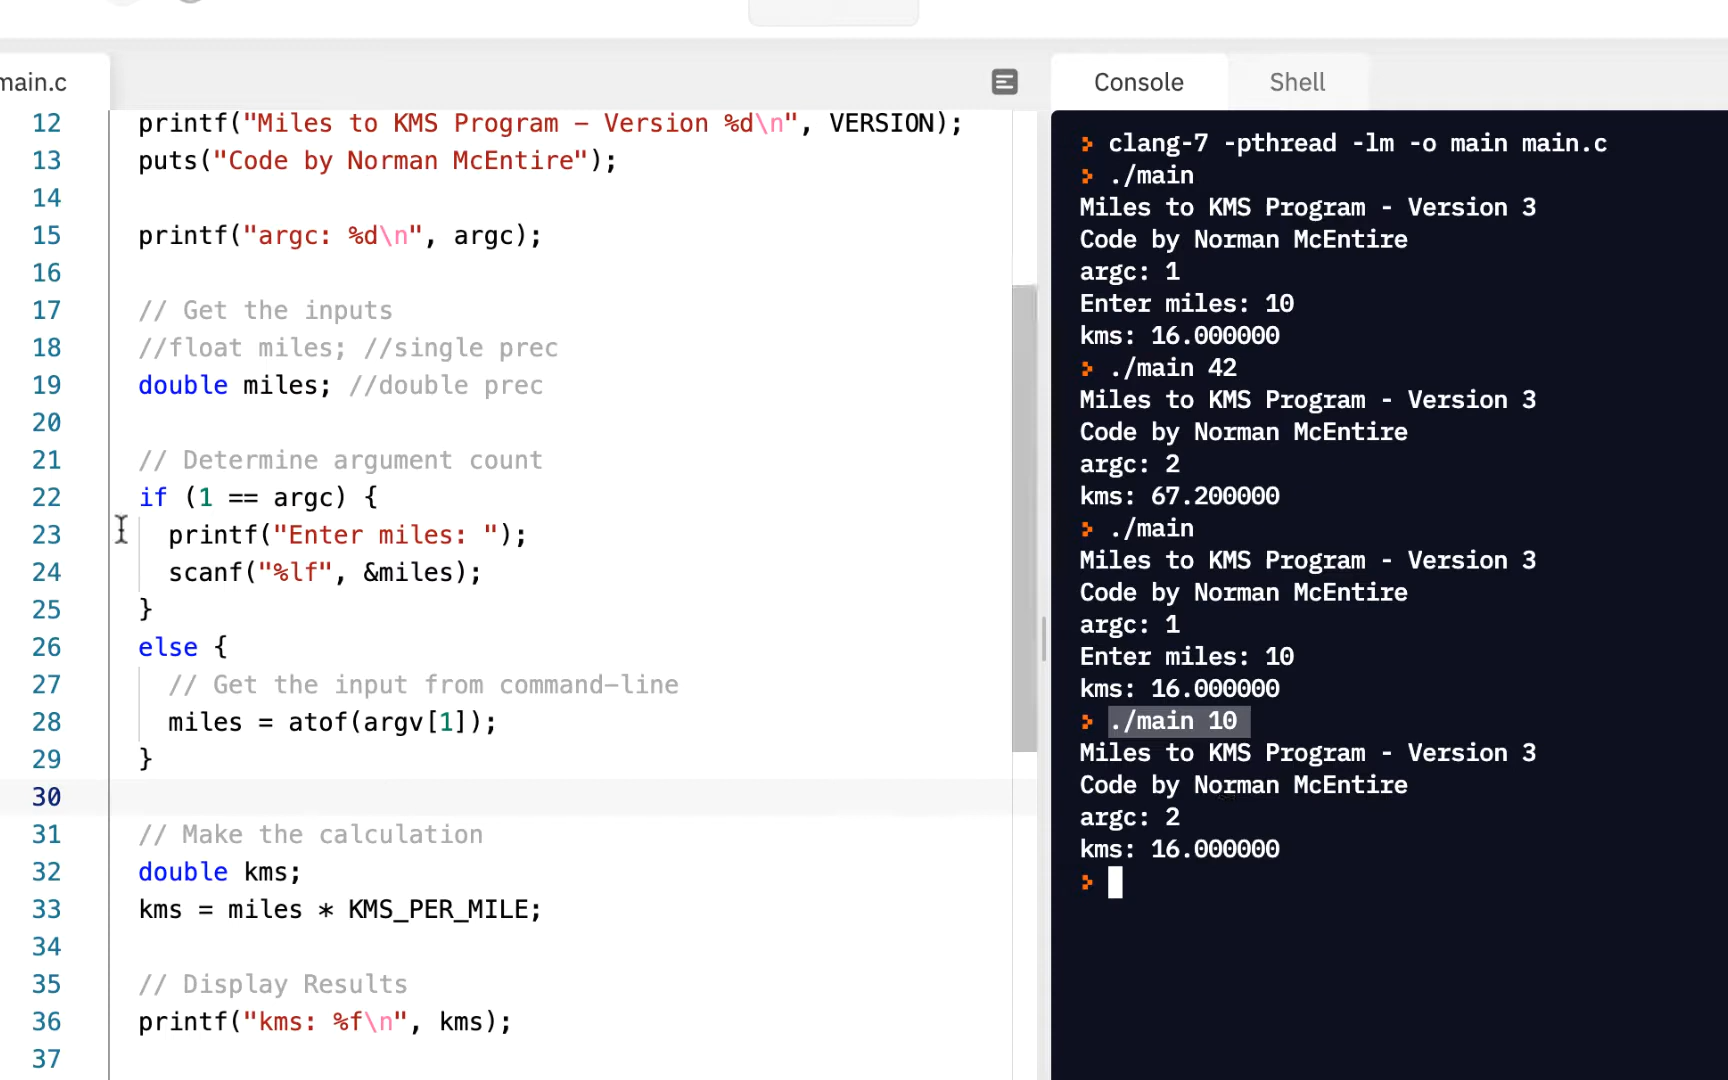 main.c
12 printf("Miles to KMS Program – Version %d\n", VERSION);
13 puts("Code by Norman McEntire");
14
15 printf("argc: %d\n", argc);
16
17 // Get the inputs
18 //float miles; //single prec
19 double miles; //double prec
20
21 // Determine argument count
22 if (1 == argc) {
23 printf("Enter miles: ");
24 scanf("%lf", &miles);
25 }
26 else {
27 // Get the input from command–line
28 miles = atof(argv[1]);
29 }
30
31 // Make the calculation
32 double kms;
33 kms = miles * KMS_PER_MILE;
34
35 // Display Results
36 printf("kms: %f\n", kms);
37
Console Shell
> clang-7 -pthread -lm -o main main.c
> ./main
Miles to KMS Program - Version 3
Code by Norman McEntire
argc: 1
Enter miles: 10
kms: 16.000000
> ./main 42
Miles to KMS Program - Version 3
Code by Norman McEntire
argc: 2
kms: 67.200000
> ./main
Miles to KMS Program - Version 3
Code by Norman McEntire
argc: 1
Enter miles: 10
kms: 16.000000
> ./main 10
Miles to KMS Program - Version 3
Code by Norman McEntire
argc: 2
kms: 16.000000
>